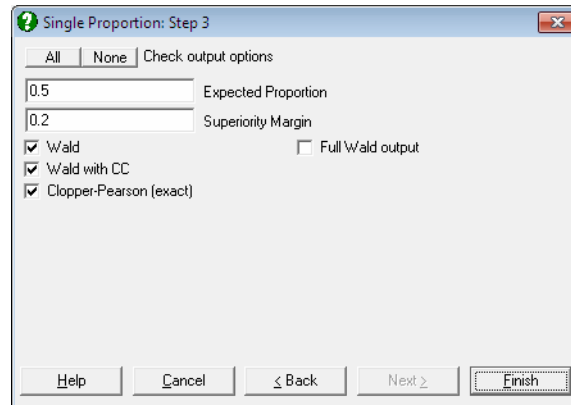 Single Proportion: Step 3
All None Check output options
0.5 Expected Proportion
0.2 Superiority Margin
Wald Full Wald output
Wald with CC
Clopper-Pearson (exact)
Help Cancel < Back Next > Finish